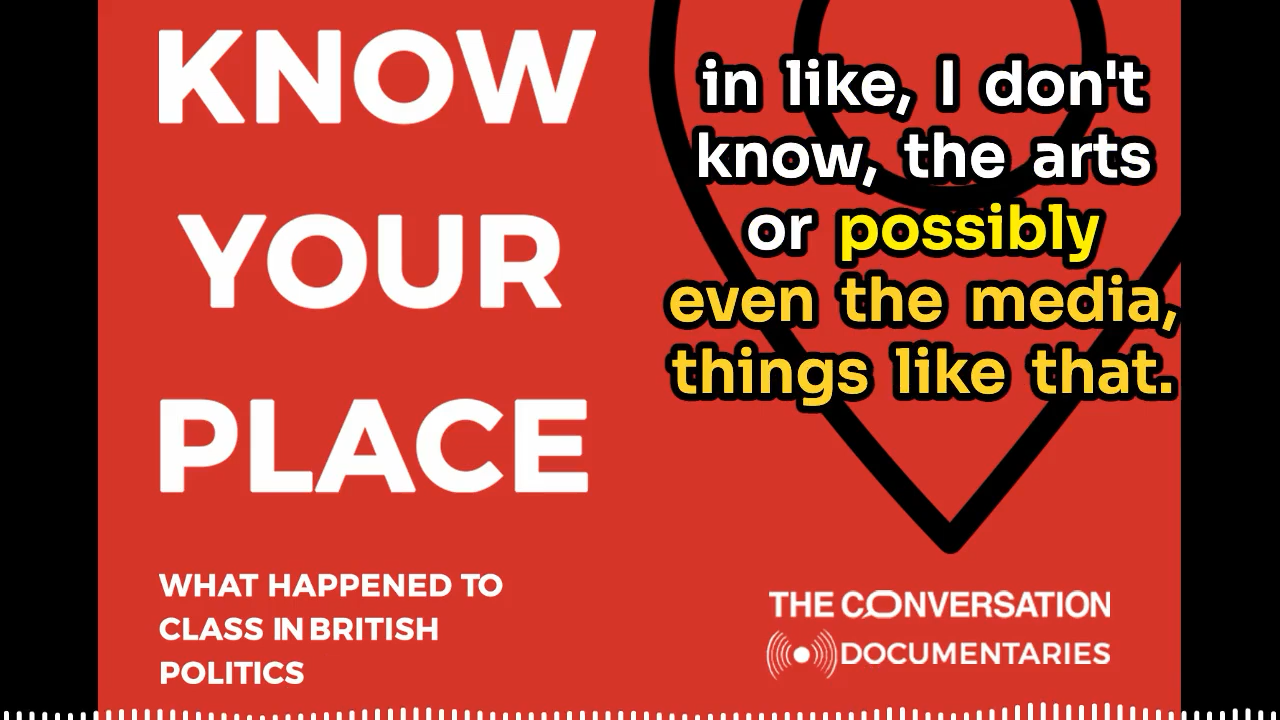 KNOW
YOUR
PLACE
WHAT HAPPENED TO
CLASS IN BRITISH
POLITICS
in like, I don't
know, the arts
or possibly
even the media,
things like that.
THE CONVERSATION
DOCUMENTARIES